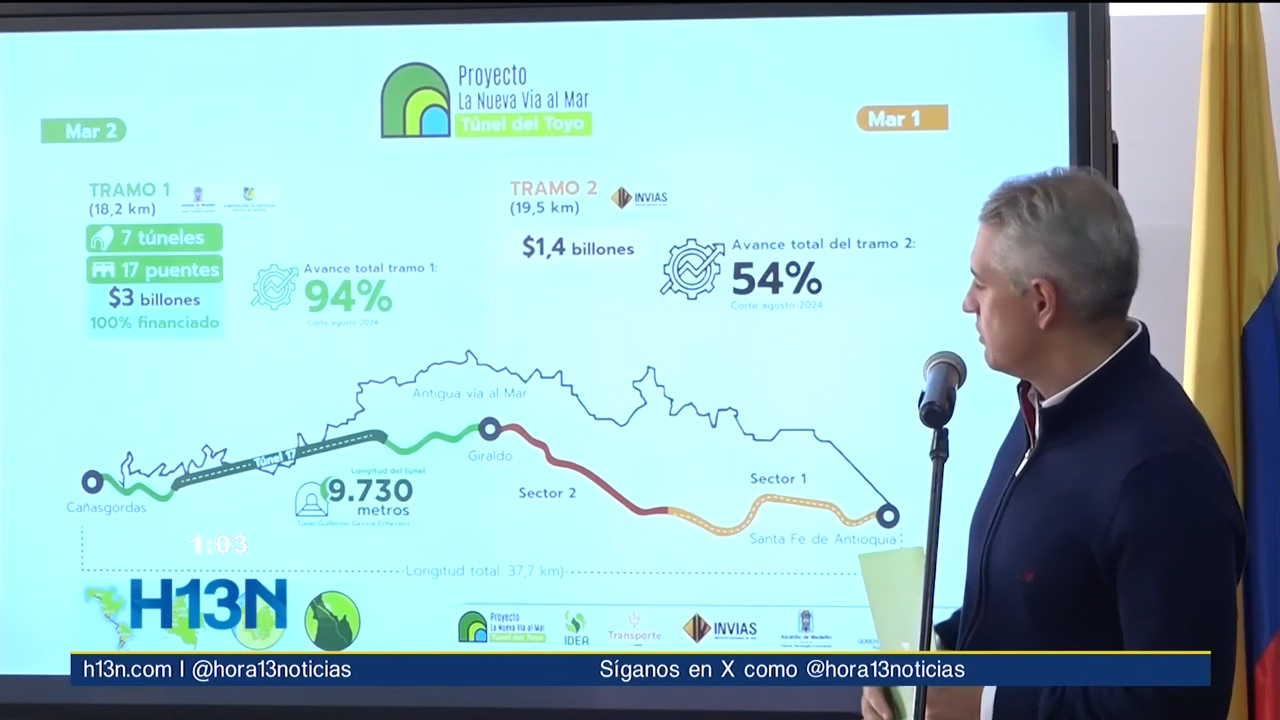 Proyecto
La Nueva Vía al Mar
Túnel del Toyo
Mar 2
Mar 1
TRAMO 1
(18,2 km)
7 túneles
17 puentes
$3 billones
100% financiado
Avance total tramo 1:
94%
Corte agosto 2024
TRAMO 2
(19,5 km)
INVIAS
$1,4 billones
Avance total del tramo 2:
54%
Corte agosto 2024
Antigua vía al Mar
Túnel 17
Giraldo
Cañasgordas
Longitud del túnel
9.730
metros
Sector 2
Sector 1
Santa Fe de Antioquia
1:03
Longitud total: 37,7 km)
H13N
Proyecto
La Nueva Vía al Mar
Túnel del Toyo
IDEA
Transporte
INVIAS
Alcaldía de Medellín
h13n.com | @hora13noticias
Síganos en X como @hora13noticias